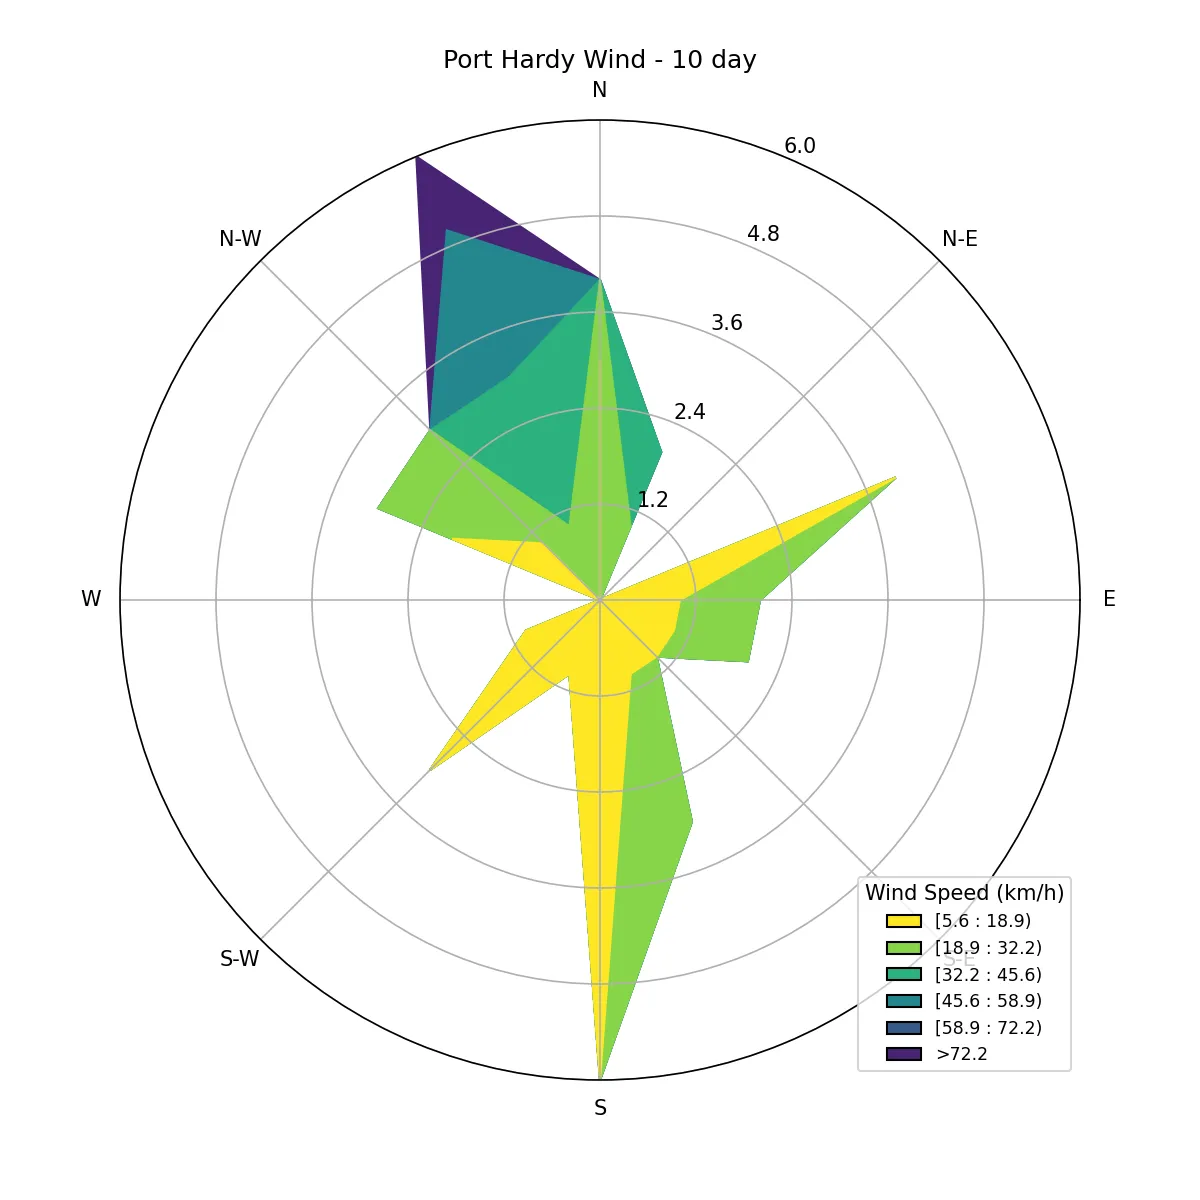 Port Hardy Wind - 10 day
N
6.0
N-W
4.8
N-E
3.6
2.4
1.2
W
E
S-W
S-E
S
Wind Speed (km/h)
[5.6 : 18.9)
[18.9 : 32.2)
[32.2 : 45.6)
[45.6 : 58.9)
[58.9 : 72.2)
>72.2